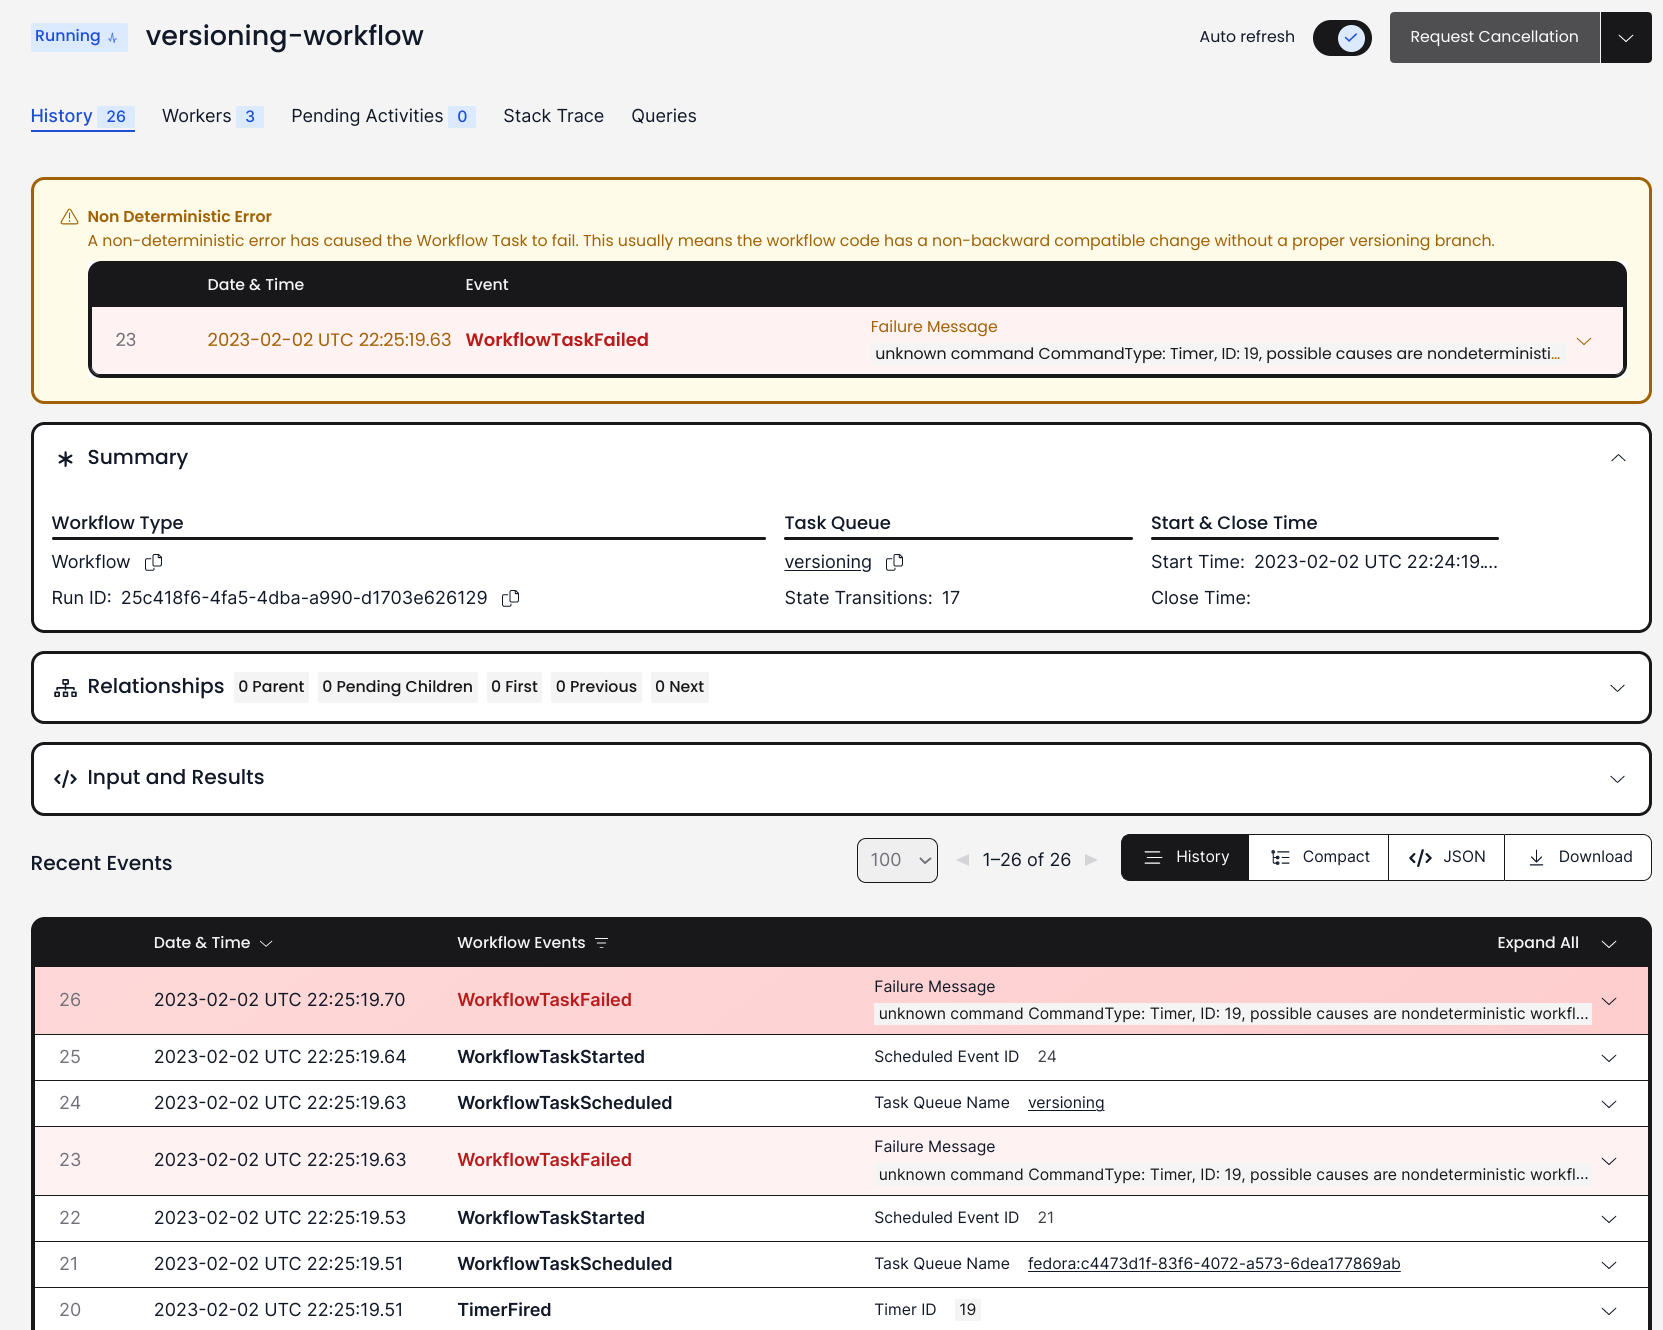 Running versioning-workflow Auto refresh Request Cancellation
History 26 Workers 3 Pending Activities 0 Stack Trace Queries
Non Deterministic Error
A non-deterministic error has caused the Workflow Task to fail. This usually means the workflow code has a non-backward compatible change without a proper versioning branch.
Date & Time Event
23 2023-02-02 UTC 22:25:19.63 WorkflowTaskFailed Failure Message
unknown command CommandType: Timer, ID: 19, possible causes are nondeterministi...
Summary
Workflow Type Task Queue Start & Close Time
Workflow versioning Start Time: 2023-02-02 UTC 22:24:19....
Run ID: 25c418f6-4fa5-4dba-a990-d1703e626129 State Transitions: 17 Close Time:
Relationships 0 Parent 0 Pending Children 0 First 0 Previous 0 Next
</> Input and Results
Recent Events 100 1–26 of 26 History Compact </> JSON Download
Date & Time Workflow Events Expand All
26 2023-02-02 UTC 22:25:19.70 WorkflowTaskFailed Failure Message
unknown command CommandType: Timer, ID: 19, possible causes are nondeterministic workfl...
25 2023-02-02 UTC 22:25:19.64 WorkflowTaskStarted Scheduled Event ID 24
24 2023-02-02 UTC 22:25:19.63 WorkflowTaskScheduled Task Queue Name versioning
23 2023-02-02 UTC 22:25:19.63 WorkflowTaskFailed Failure Message
unknown command CommandType: Timer, ID: 19, possible causes are nondeterministic workfl...
22 2023-02-02 UTC 22:25:19.53 WorkflowTaskStarted Scheduled Event ID 21
21 2023-02-02 UTC 22:25:19.51 WorkflowTaskScheduled Task Queue Name fedora:c4473d1f-83f6-4072-a573-6dea177869ab
20 2023-02-02 UTC 22:25:19.51 TimerFired Timer ID 19